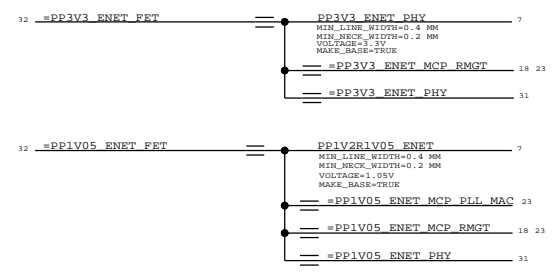 32 =PP3V3_ENET_FET PP3V3_ENET_PHY 7
MIN_LINE_WIDTH=0.4 MM
MIN_NECK_WIDTH=0.2 MM
VOLTAGE=3.3V
MAKE_BASE=TRUE
=PP3V3_ENET_MCP_RMGT 18 23
=PP3V3_ENET_PHY 31
32 =PP1V05_ENET_FET PP1V2R1V05_ENET 7
MIN_LINE_WIDTH=0.4 MM
MIN_NECK_WIDTH=0.2 MM
VOLTAGE=1.05V
MAKE_BASE=TRUE
=PP1V05_ENET_MCP_PLL_MAC 23
=PP1V05_ENET_MCP_RMGT 18 23
=PP1V05_ENET_PHY 31